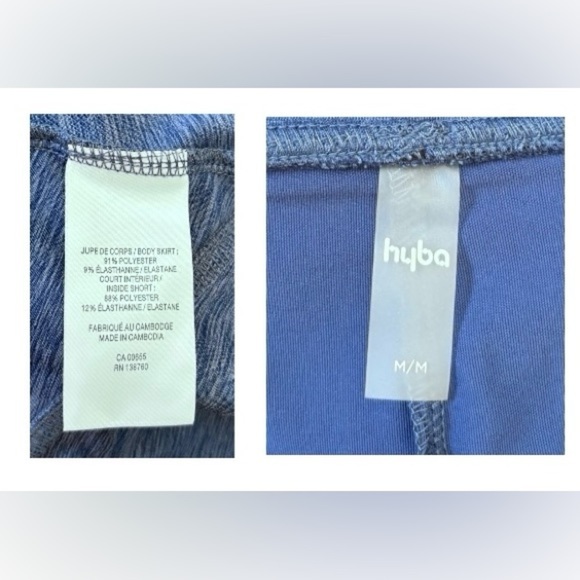 JUPE DE CORPS / BODY SKIRT :
91% POLYESTER
9% ÉLASTHANNE / ELASTANE
COURT INTÉRIEUR /
INSIDE SHORT :
88% POLYESTER
12% ÉLASTHANNE / ELASTANE
FABRIQUÉ AU CAMBODGE
MADE IN CAMBODIA
CA 00665
RN 136760
hyba
M/M